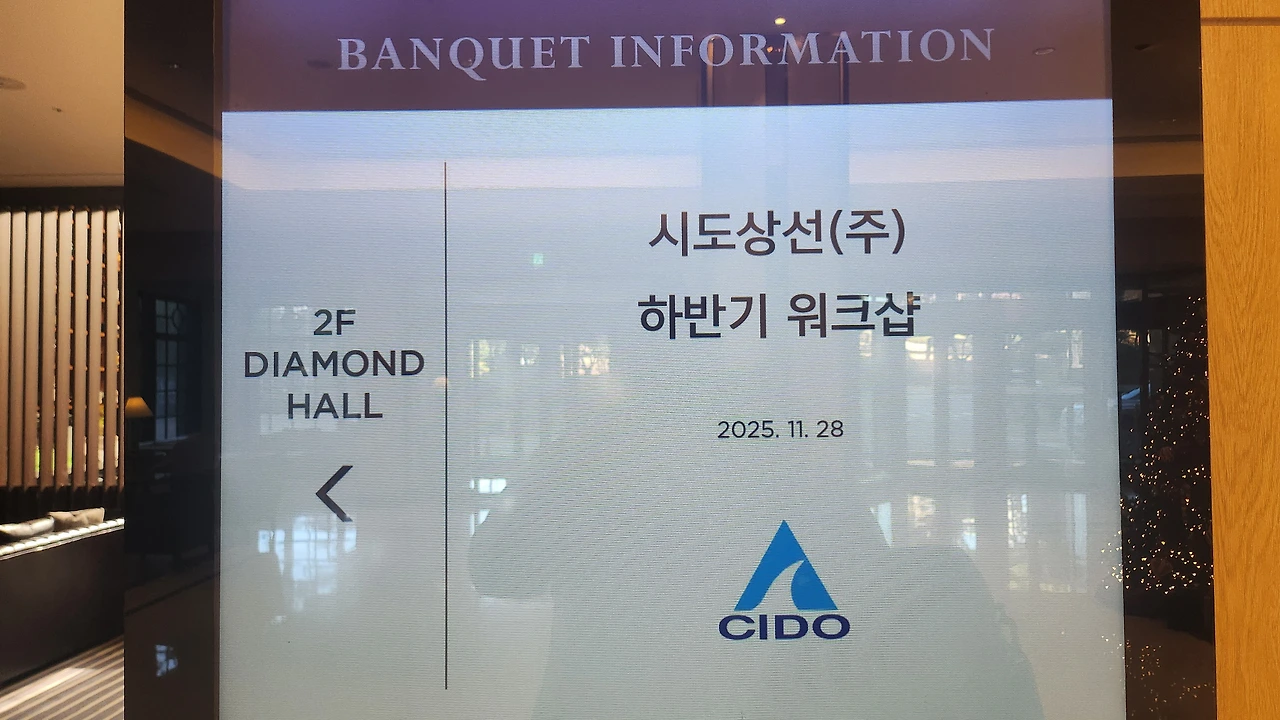 BANQUET INFORMATION
2F
DIAMOND
HALL
시도상선(주)
하반기 워크샵
2025. 11. 28
CIDO